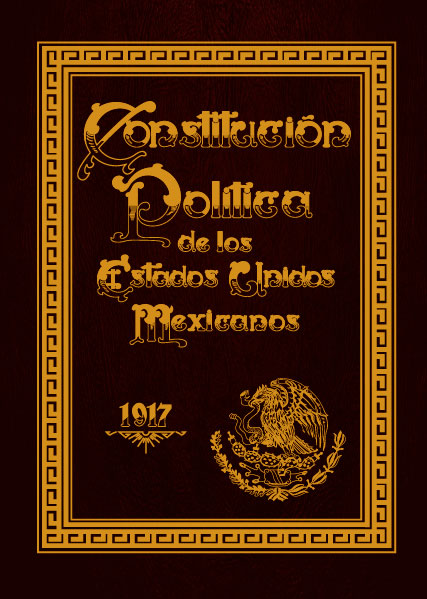 Constitución
Política
de los
Estados Unidos
Mexicanos
1917